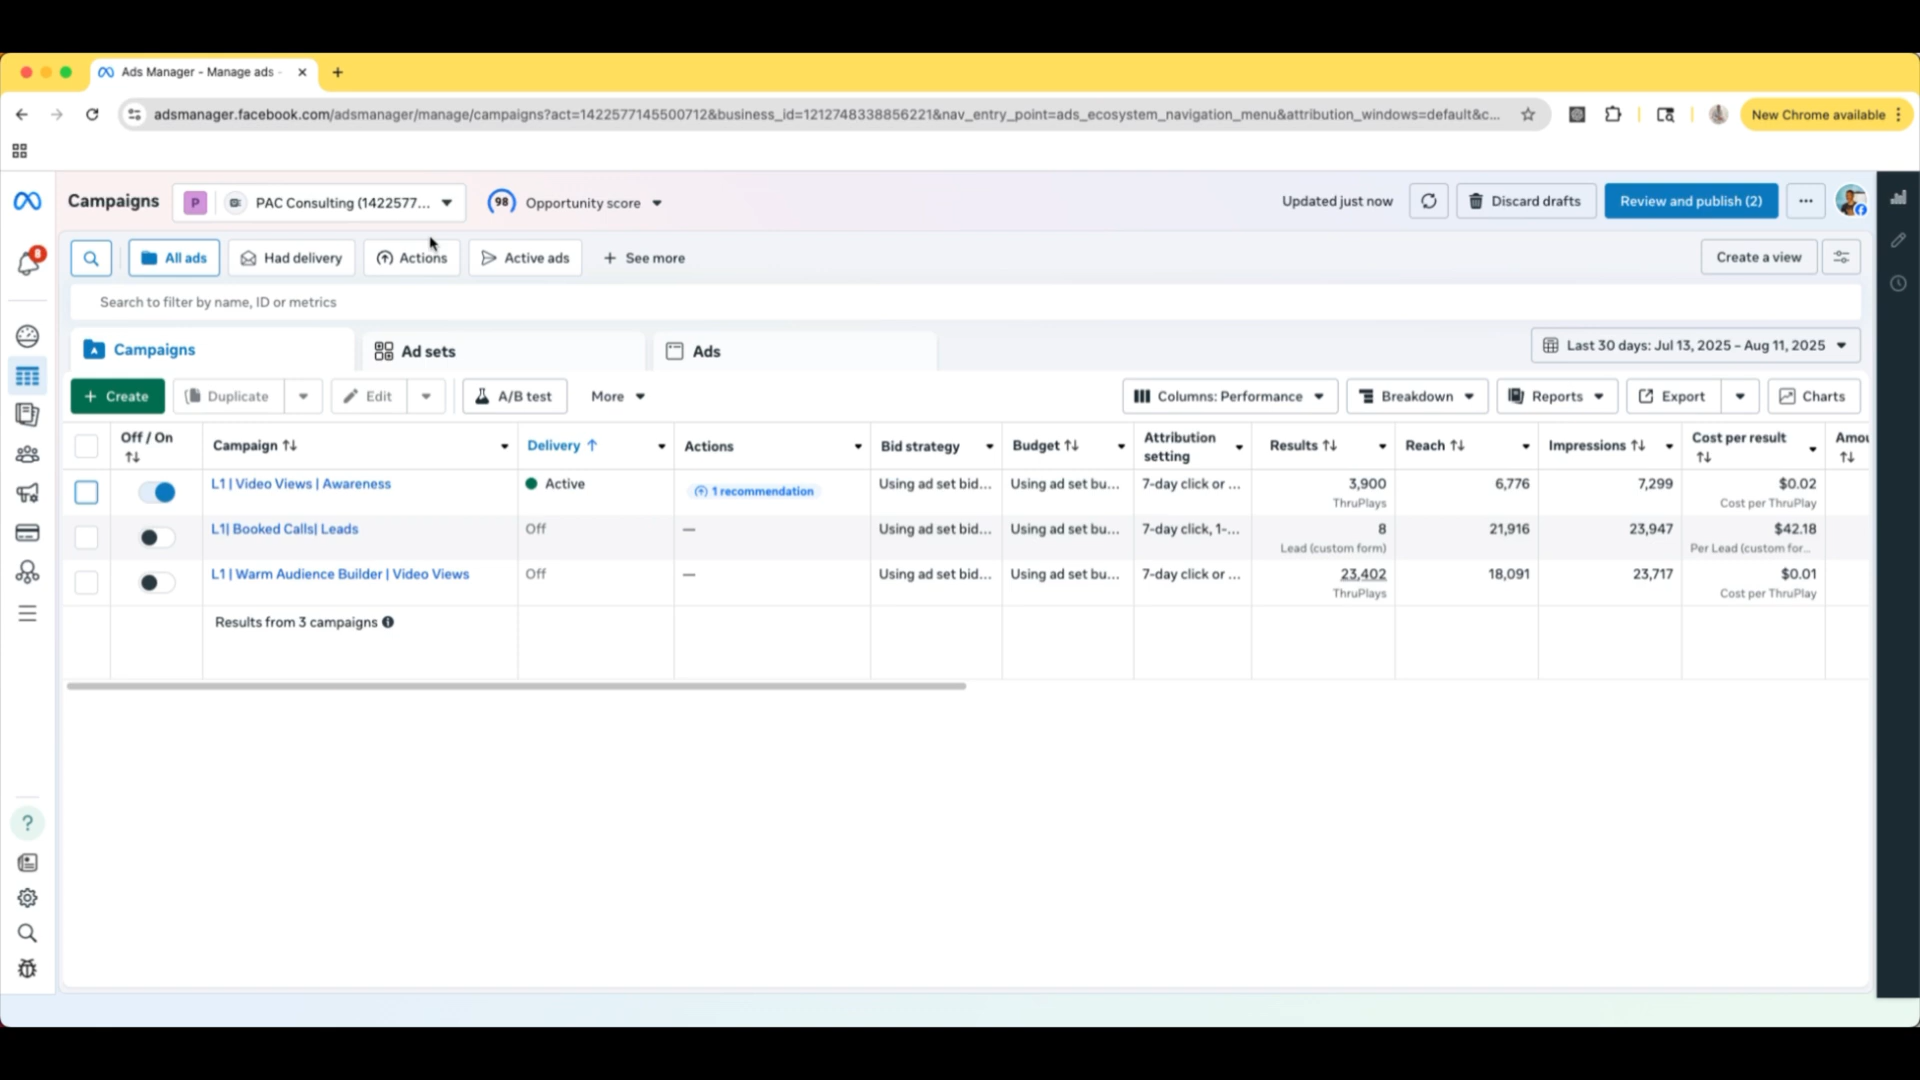 Ads Manager - Manage ads -
adsmanager.facebook.com/adsmanager/manage/campaigns?act=1422577145500712&business_id=1212748338856221&nav_entry_point=ads_ecosystem_navigation_menu&attribution_windows=default&c...
New Chrome available
Campaigns
P
PAC Consulting (1422577...
98
Opportunity score
Updated just now
Discard drafts
Review and publish (2)
8
All ads
Had delivery
Actions
Active ads
+ See more
Create a view
Search to filter by name, ID or metrics
Campaigns
Ad sets
Ads
Last 30 days: Jul 13, 2025 – Aug 11, 2025
+ Create
Duplicate
Edit
A/B test
More
Columns: Performance
Breakdown
Reports
Export
Charts
Off / On
Campaign
Delivery ↑
Actions
Bid strategy
Budget
Attribution setting
Results
Reach
Impressions
Cost per result
Amou
L1 | Video Views | Awareness
Active
1 recommendation
Using ad set bid...
Using ad set bu...
7-day click or ...
3,900
ThruPlays
6,776
7,299
$0.02
Cost per ThruPlay
L1| Booked Calls| Leads
Off
—
Using ad set bid...
Using ad set bu...
7-day click, 1-...
8
Lead (custom form)
21,916
23,947
$42.18
Per Lead (custom for...
L1 | Warm Audience Builder | Video Views
Off
—
Using ad set bid...
Using ad set bu...
7-day click or ...
23,402
ThruPlays
18,091
23,717
$0.01
Cost per ThruPlay
Results from 3 campaigns
?